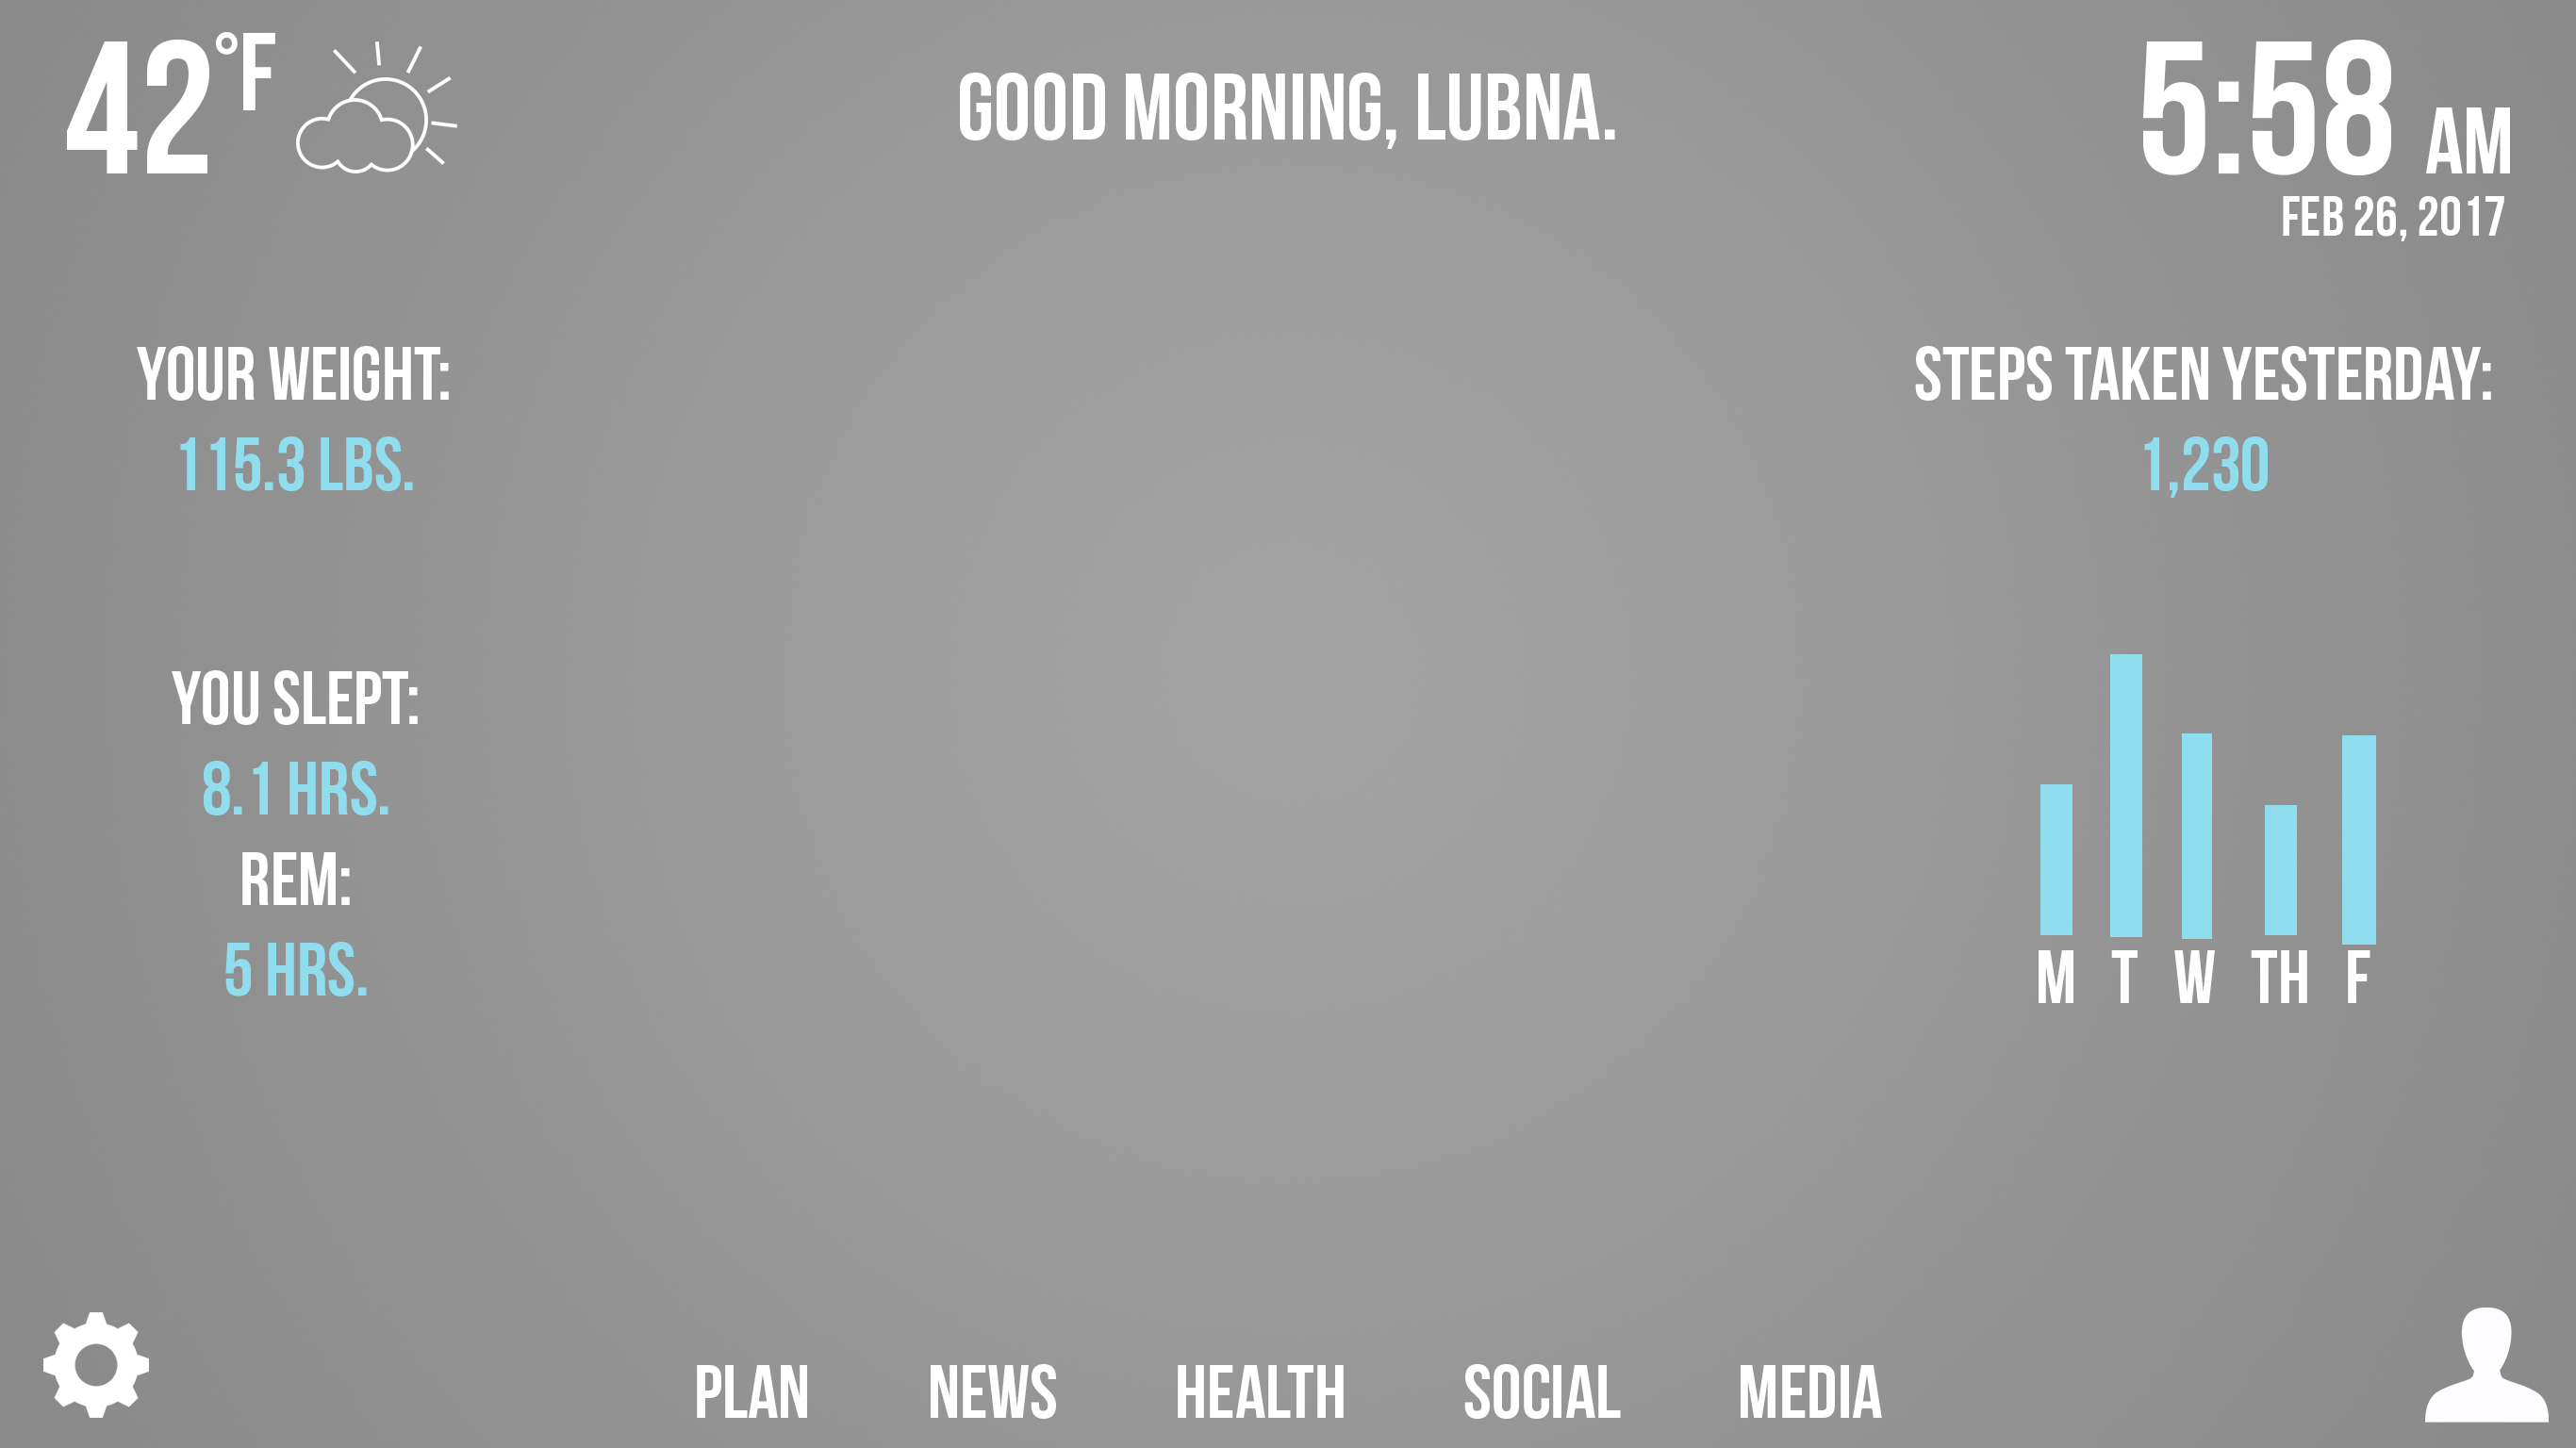 42°F
GOOD MORNING, LUBNA.
5:58 AM
FEB 26, 2017
YOUR WEIGHT:
115.3 LBS.
YOU SLEPT:
8.1 HRS.
REM:
5 HRS.
STEPS TAKEN YESTERDAY:
1,230
M T W TH F
PLAN NEWS HEALTH SOCIAL MEDIA